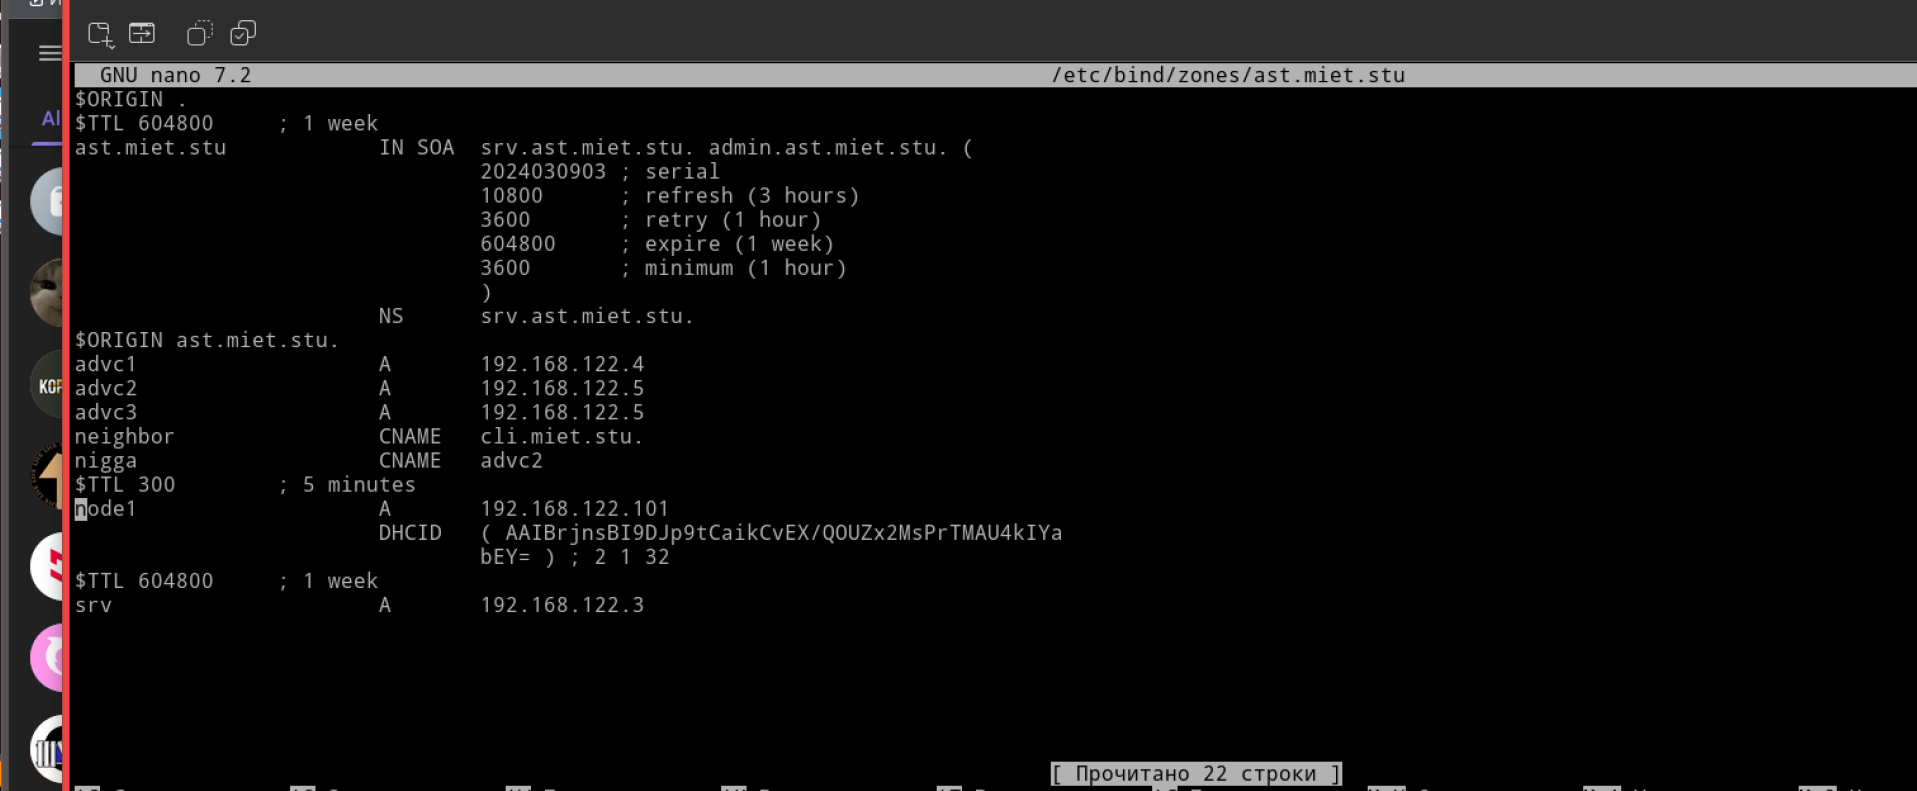 GNU nano 7.2 /etc/bind/zones/ast.miet.stu
$ORIGIN .
Al
$TTL 604800 ; 1 week
ast.miet.stu IN SOA srv.ast.miet.stu. admin.ast.miet.stu. (
2024030903 ; serial
10800 ; refresh (3 hours)
3600 ; retry (1 hour)
604800 ; expire (1 week)
3600 ; minimum (1 hour)
)
NS srv.ast.miet.stu.
$ORIGIN ast.miet.stu.
advc1 A 192.168.122.4
advc2 A 192.168.122.5
advc3 A 192.168.122.5
neighbor CNAME cli.miet.stu.
nigga CNAME advc2
$TTL 300 ; 5 minutes
node1 A 192.168.122.101
DHCID ( AAIBrjnsBI9DJp9tCaikCvEX/QOUZx2MsPrTMAU4kIYa
bEY= ) ; 2 1 32
$TTL 604800 ; 1 week
srv A 192.168.122.3
[ Прочитано 22 строки ]